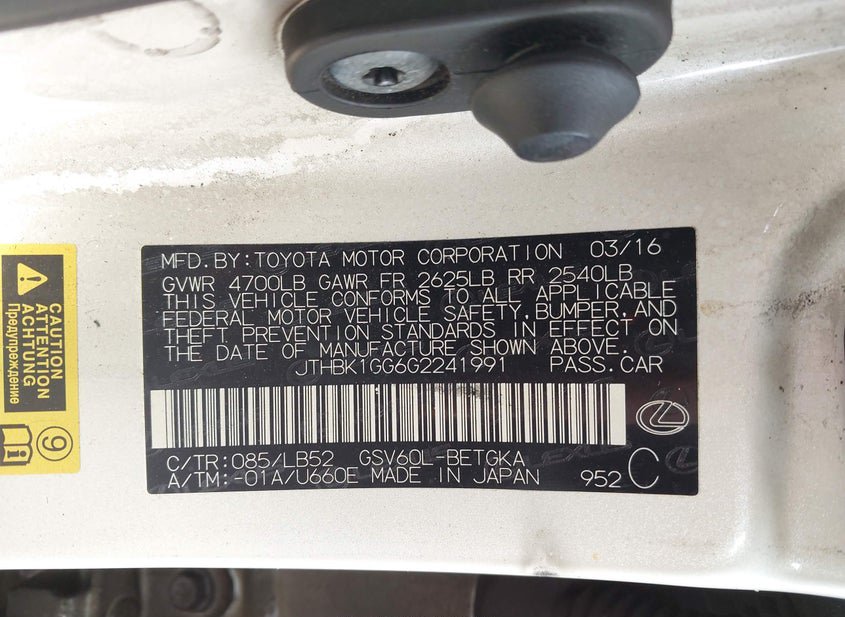 MFD. BY: TOYOTA MOTOR CORPORATION 03/16
GVWR 4700LB GAWR FR 2625LB RR 2540LB
THIS VEHICLE CONFORMS TO ALL APPLICABLE
FEDERAL MOTOR VEHICLE SAFETY, BUMPER, AND
THEFT PREVENTION STANDARDS IN EFFECT ON
THE DATE OF MANUFACTURE SHOWN ABOVE.
JTHBK1GG6G2241991 PASS. CAR
C/TR: 085/LB52 GSV60L-BETGKA
A/TM: -01A/U660E MADE IN JAPAN 952 C
CAUTION
ATTENTION
ACHTUNG
Предупреждение
9